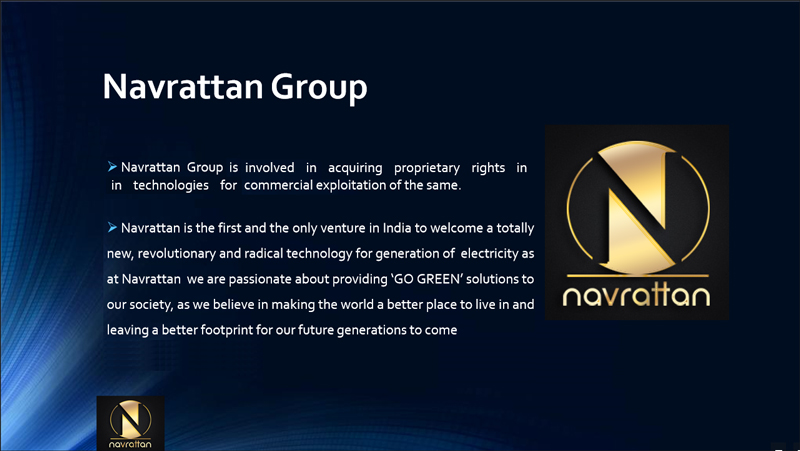 Navrattan Group
➢ Navrattan Group is involved in acquiring proprietary rights in
in technologies for commercial exploitation of the same.
➢ Navrattan is the first and the only venture in India to welcome a totally
new, revolutionary and radical technology for generation of electricity as
at Navrattan we are passionate about providing ‘GO GREEN’ solutions to
our society, as we believe in making the world a better place to live in and
leaving a better footprint for our future generations to come
N
navrattan
N
navrattan